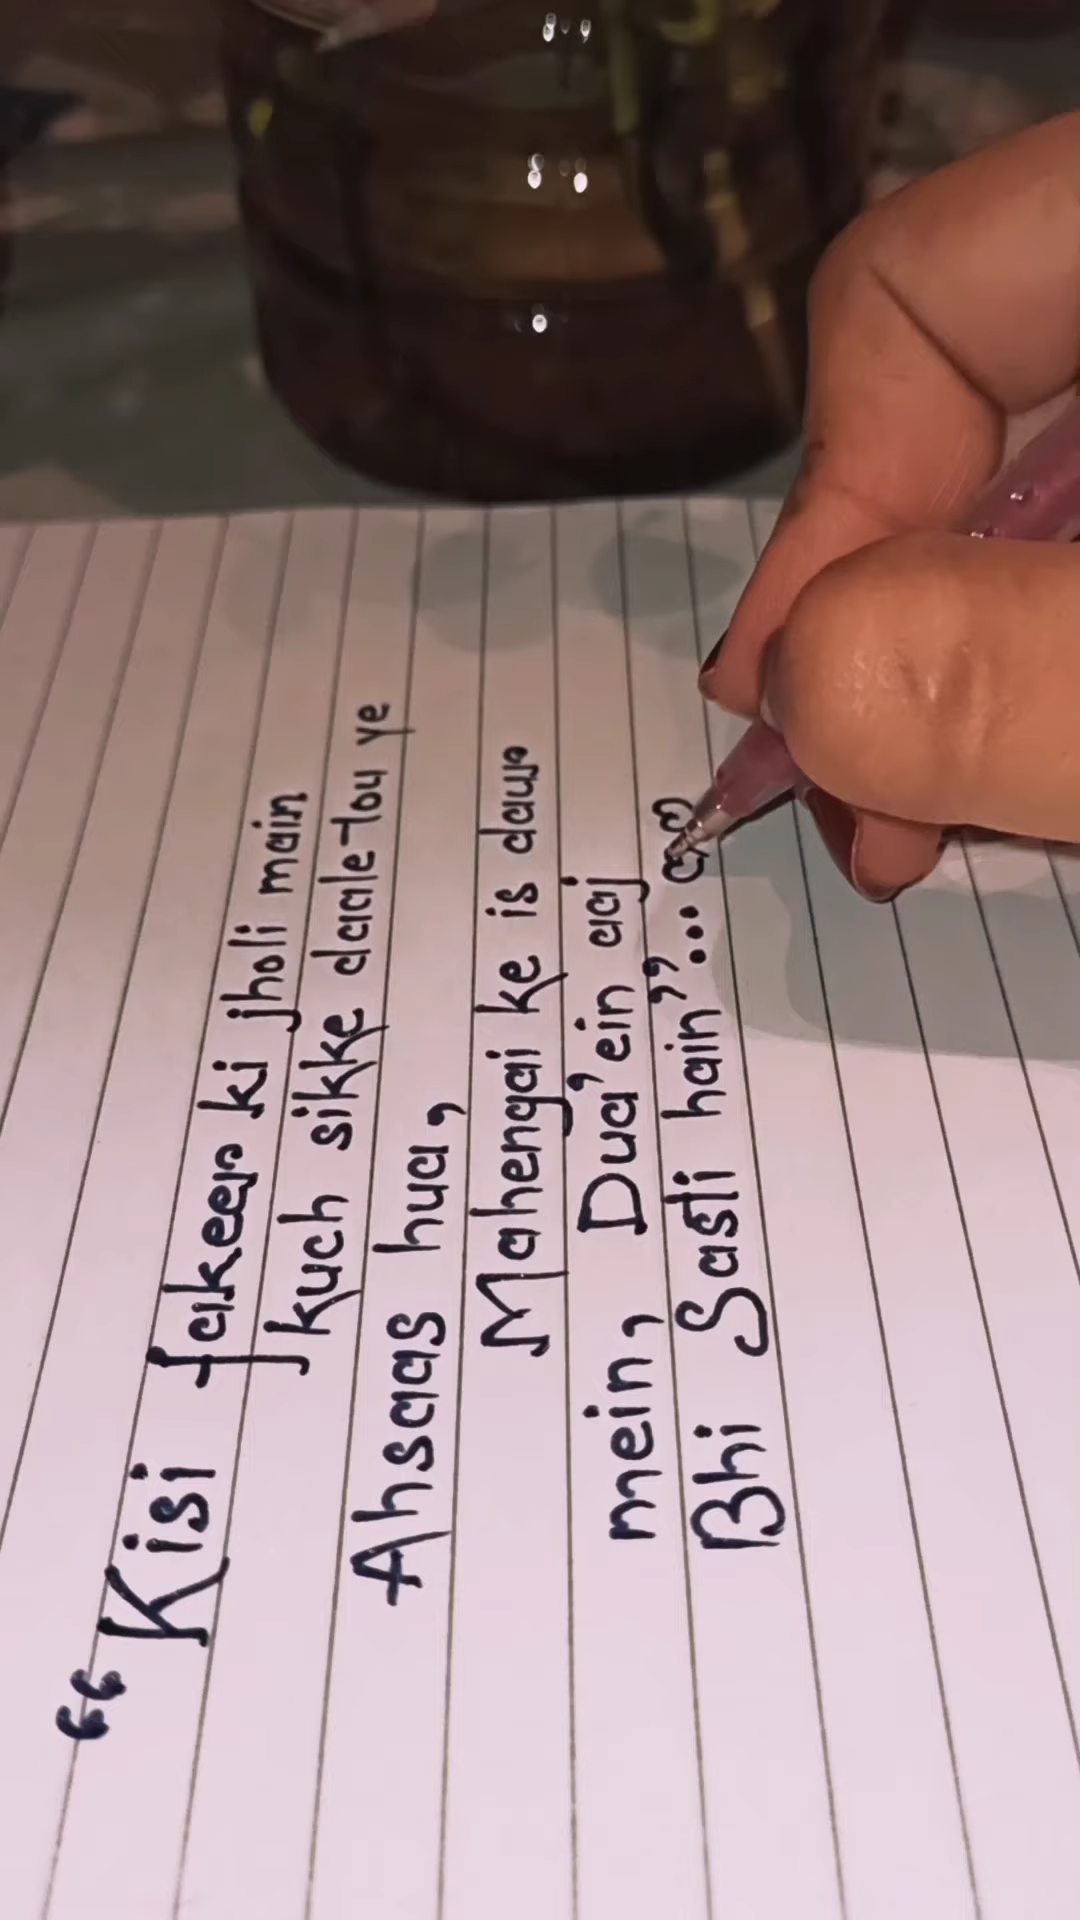 “Kisi fakeer ki jholi main
kuch sikke daale tou ye
Ahsaas hua,
Mahengai ke is daur
mein, Dua'ein aaj
Bhi Sasti hain”...